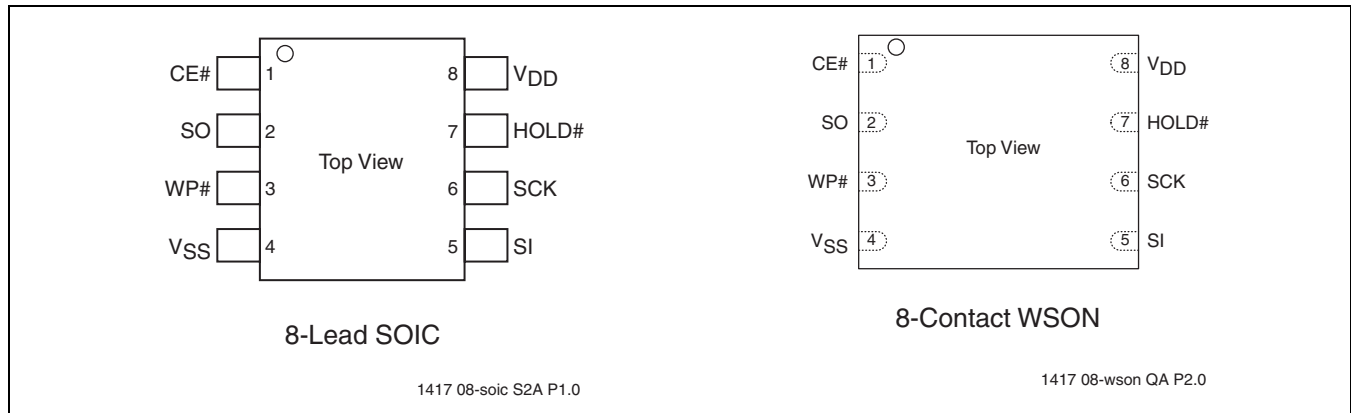 CE# 1 8 VDD
SO 2 7 HOLD#
Top View
WP# 3 6 SCK
VSS 4 5 SI
8-Lead SOIC
1417 08-soic S2A P1.0
CE# 1 8 VDD
SO 2 7 HOLD#
Top View
WP# 3 6 SCK
VSS 4 5 SI
8-Contact WSON
1417 08-wson QA P2.0